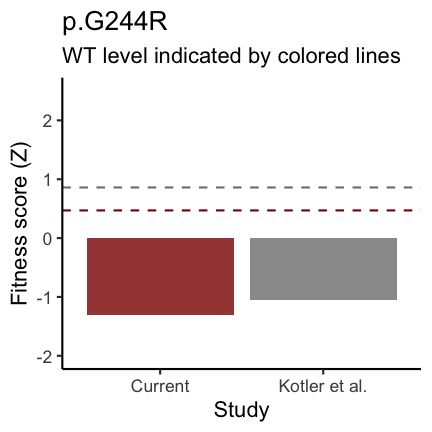 p.G244R
WT level indicated by colored lines
Fitness score (Z)
2
1
0
-1
-2
Current
Kotler et al.
Study